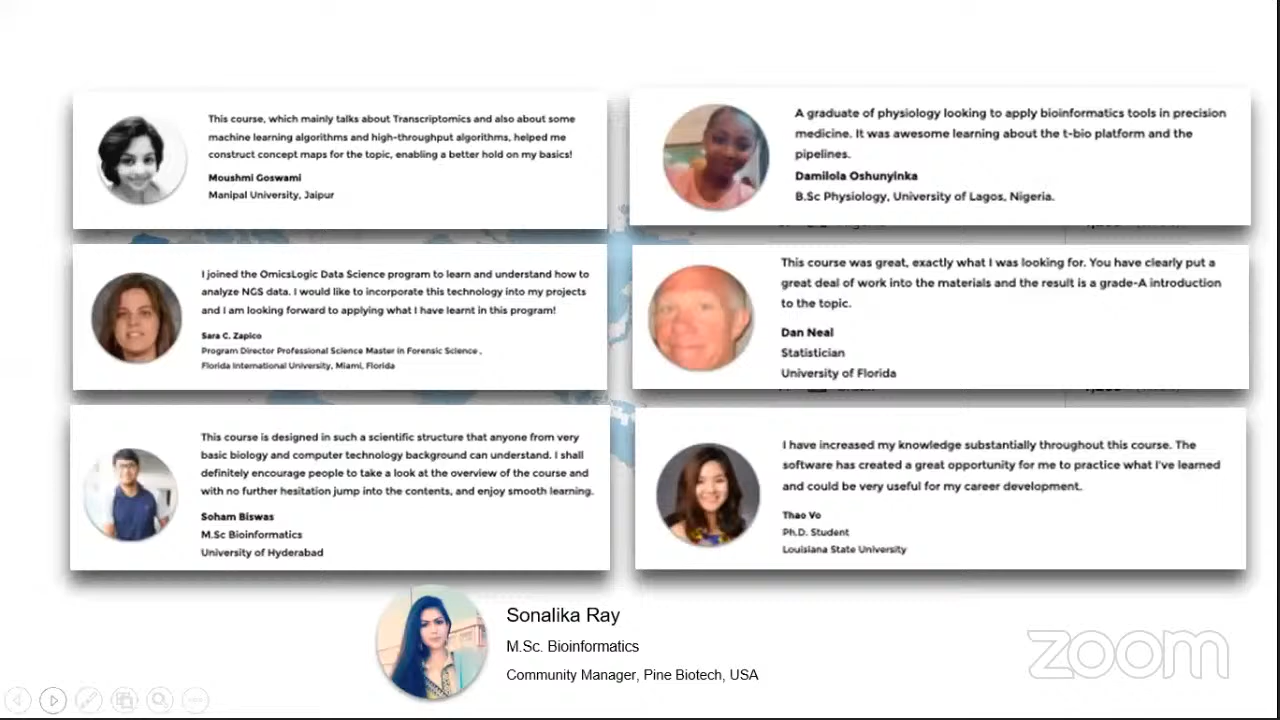 This course, which mainly talks about Transcriptomics and also about some
machine learning algorithms and high-throughput algorithms, helped me
construct concept maps for the topic, enabling a better hold on my basics!
Moushmi Goswami
Manipal University, Jaipur
A graduate of physiology looking to apply bioinformatics tools in precision
medicine. It was awesome learning about the t-bio platform and the
pipelines.
Damilola Oshunyinka
B.Sc Physiology, University of Lagos, Nigeria.
I joined the OmicsLogic Data Science program to learn and understand how to
analyze NGS data. I would like to incorporate this technology into my projects
and I am looking forward to applying what I have learnt in this program!
Sara C. Zapico
Program Director Professional Science Master in Forensic Science ,
Florida International University, Miami, Florida
This course was great, exactly what I was looking for. You have clearly put a
great deal of work into the materials and the result is a grade-A introduction
to the topic.
Dan Neal
Statistician
University of Florida
This course is designed in such a scientific structure that anyone from very
basic biology and computer technology background can understand. I shall
definitely encourage people to take a look at the overview of the course and
with no further hesitation jump into the contents, and enjoy smooth learning.
Soham Biswas
M.Sc Bioinformatics
University of Hyderabad
I have increased my knowledge substantially throughout this course. The
software has created a great opportunity for me to practice what I've learned
and could be very useful for my career development.
Thao Vo
Ph.D. Student
Louisiana State University
Sonalika Ray
M.Sc. Bioinformatics
Community Manager, Pine Biotech, USA
zoom